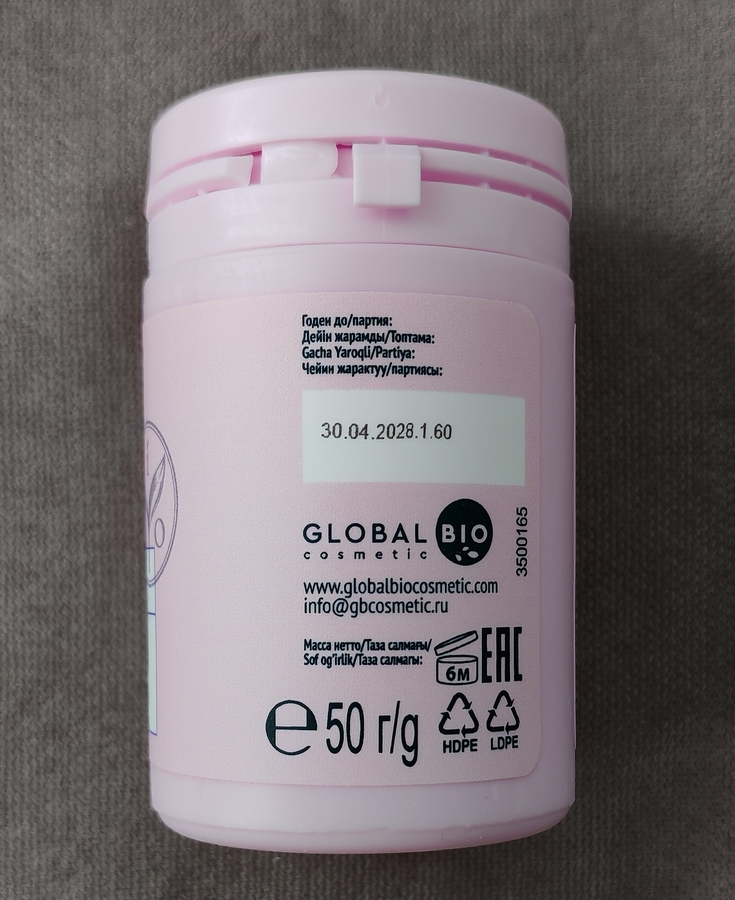 Годен до/партия:
Дейін жарамды/Топтама:
Gacha Yaroqli/Partiya:
Чейин жарактуу/партиясы:
30.04.2028.1.60
GLOBAL BIO
cosmetic
3500165
www.globalbiocosmetic.com
info@gbcosmetic.ru
Масса нетто/Таза салмағы/
Sof og'irlik/Таза салмагы:
6м
EAC
℮ 50 г/g
HDPE
LDPE